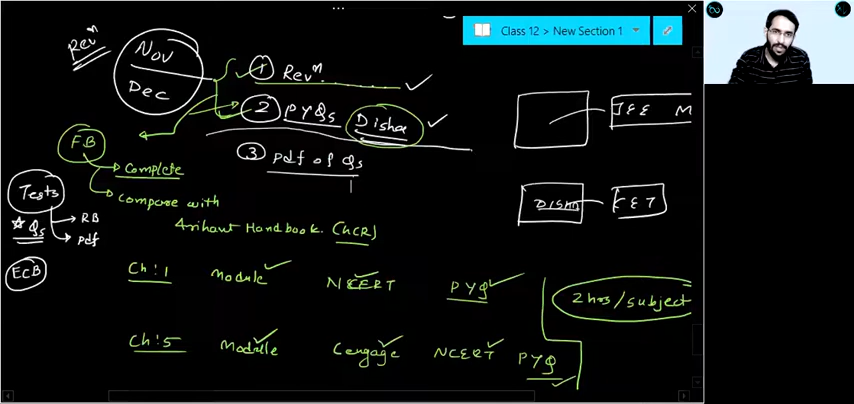 Class 12 > New Section 1
Revⁿ
Nov
Dec
1 Revⁿ.
2 PYQs Disha
3 Pdf of Qs
JEE M
FB
Complete
Compare with
Arihant Handbook. (hCR)
Tests
Qs
RB
pdf
DISHA
CET
ECB
Ch:1 Module NCERT PYQ
2 hrs/subject
Ch:5 Module Cengage NCERT PYQ